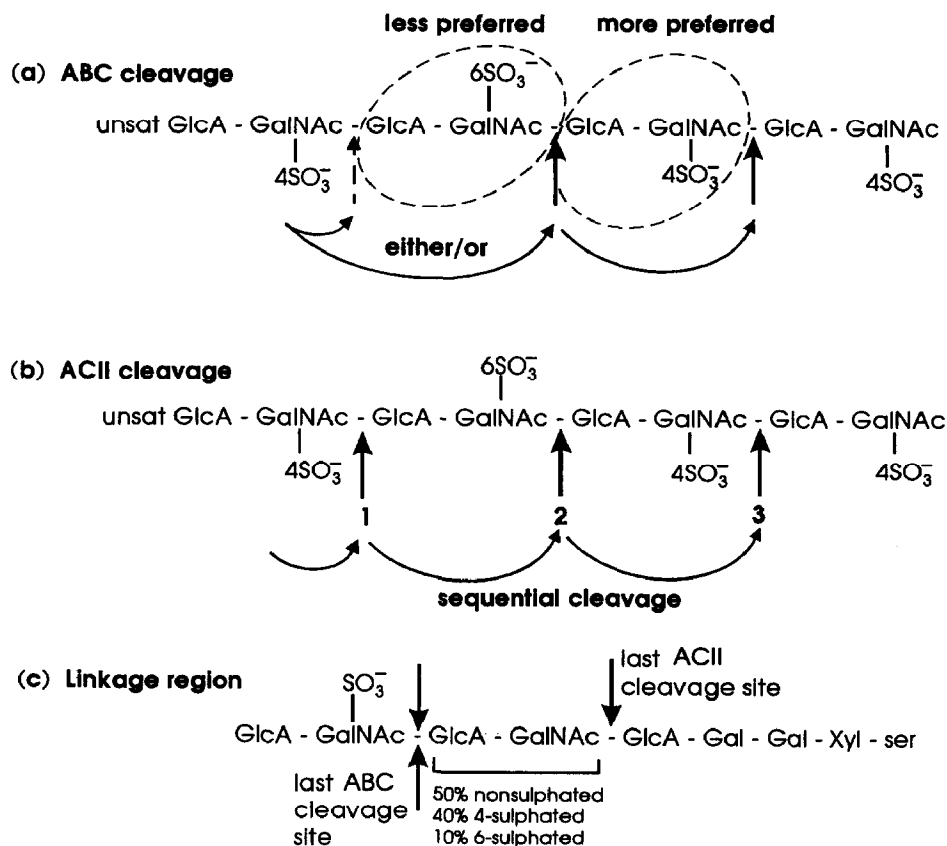 less preferred more preferred
(a) ABC cleavage
6SO₃⁻
unsat GlcA - GalNAc - GlcA - GalNAc - GlcA - GalNAc - GlcA - GalNAc
4SO₃⁻ 4SO₃⁻ 4SO₃⁻
either/or
(b) ACII cleavage
6SO₃⁻
unsat GlcA - GalNAc - GlcA - GalNAc - GlcA - GalNAc - GlcA - GalNAc
4SO₃⁻ 4SO₃⁻ 4SO₃⁻
1 2 3
sequential cleavage
(c) Linkage region
SO₃⁻
last ACII
cleavage site
GlcA - GalNAc - GlcA - GalNAc - GlcA - Gal - Gal - Xyl - ser
last ABC
cleavage
site
50% nonsulphated
40% 4-sulphated
10% 6-sulphated